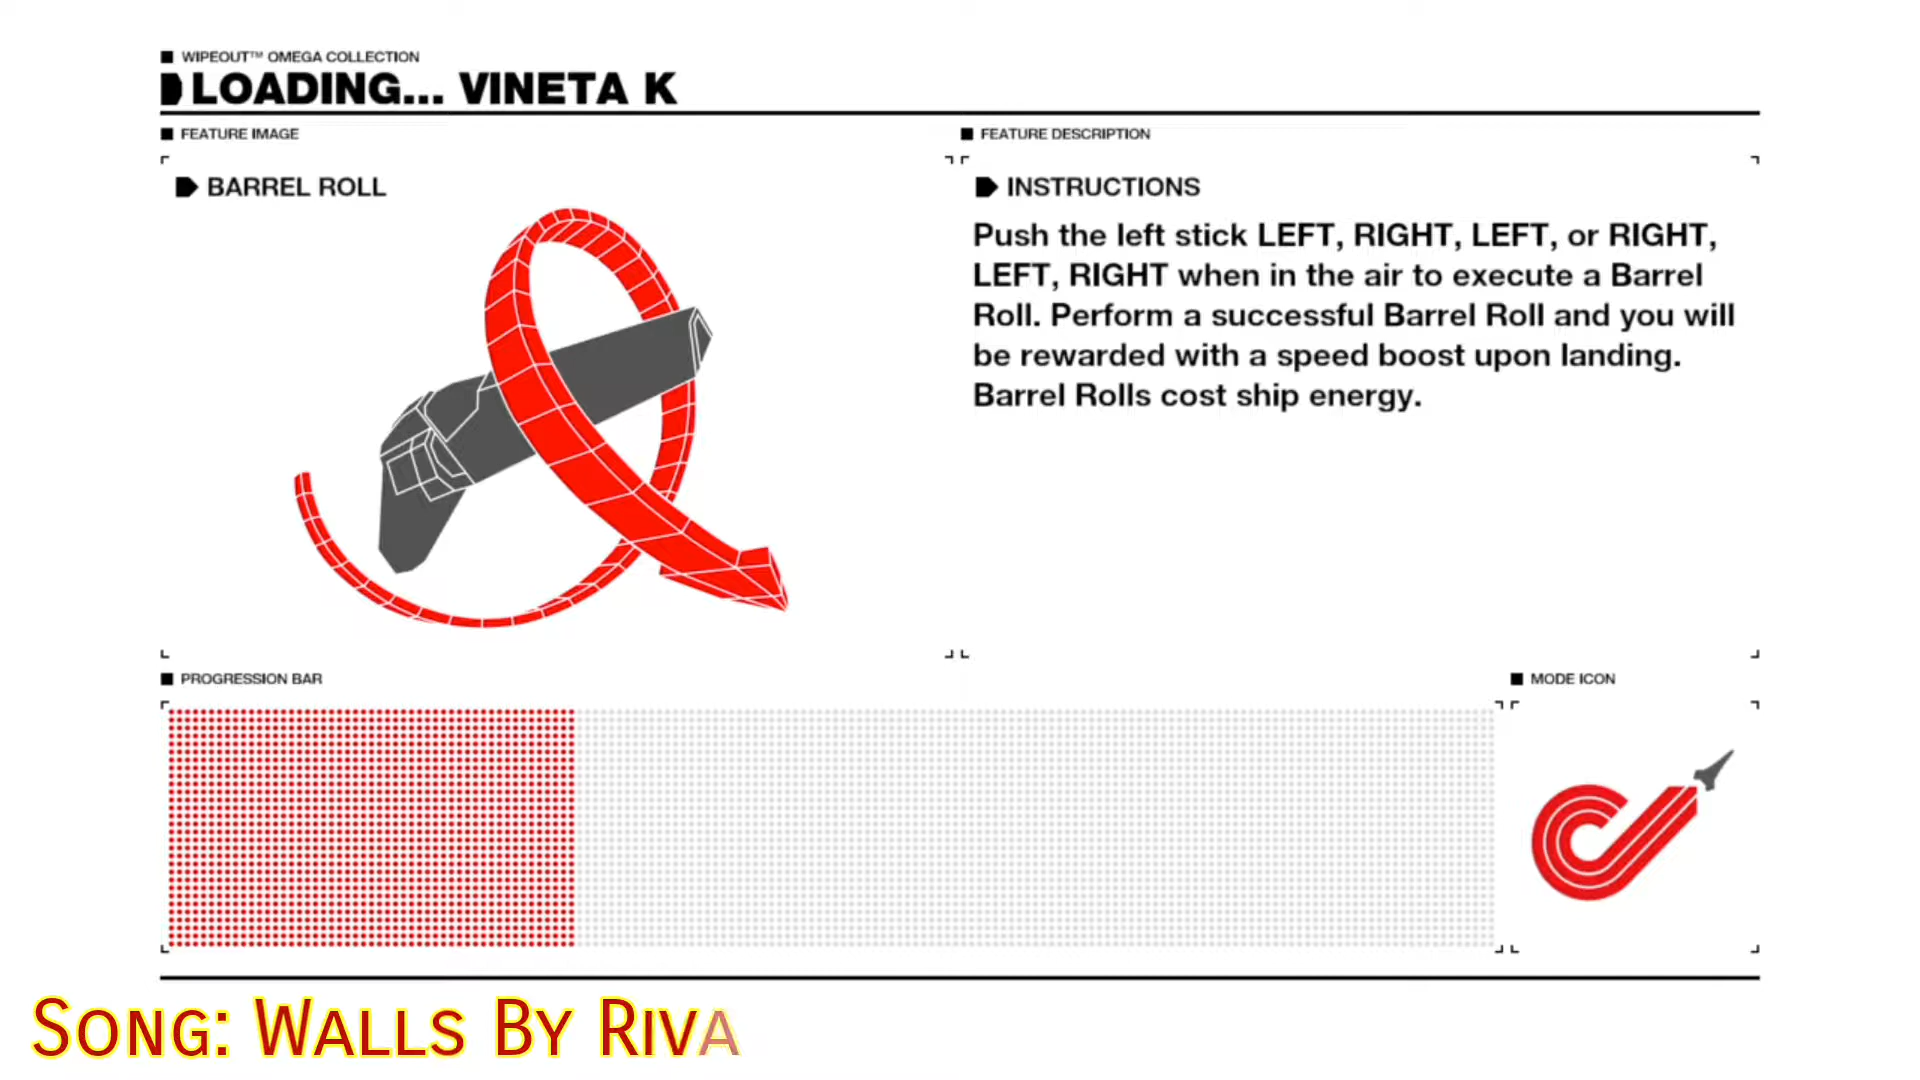 WIPEOUT™ OMEGA COLLECTION
LOADING... VINETA K
FEATURE IMAGE
BARREL ROLL
FEATURE DESCRIPTION
INSTRUCTIONS
Push the left stick LEFT, RIGHT, LEFT, or RIGHT,
LEFT, RIGHT when in the air to execute a Barrel
Roll. Perform a successful Barrel Roll and you will
be rewarded with a speed boost upon landing.
Barrel Rolls cost ship energy.
PROGRESSION BAR
MODE ICON
Song: Walls By Riva